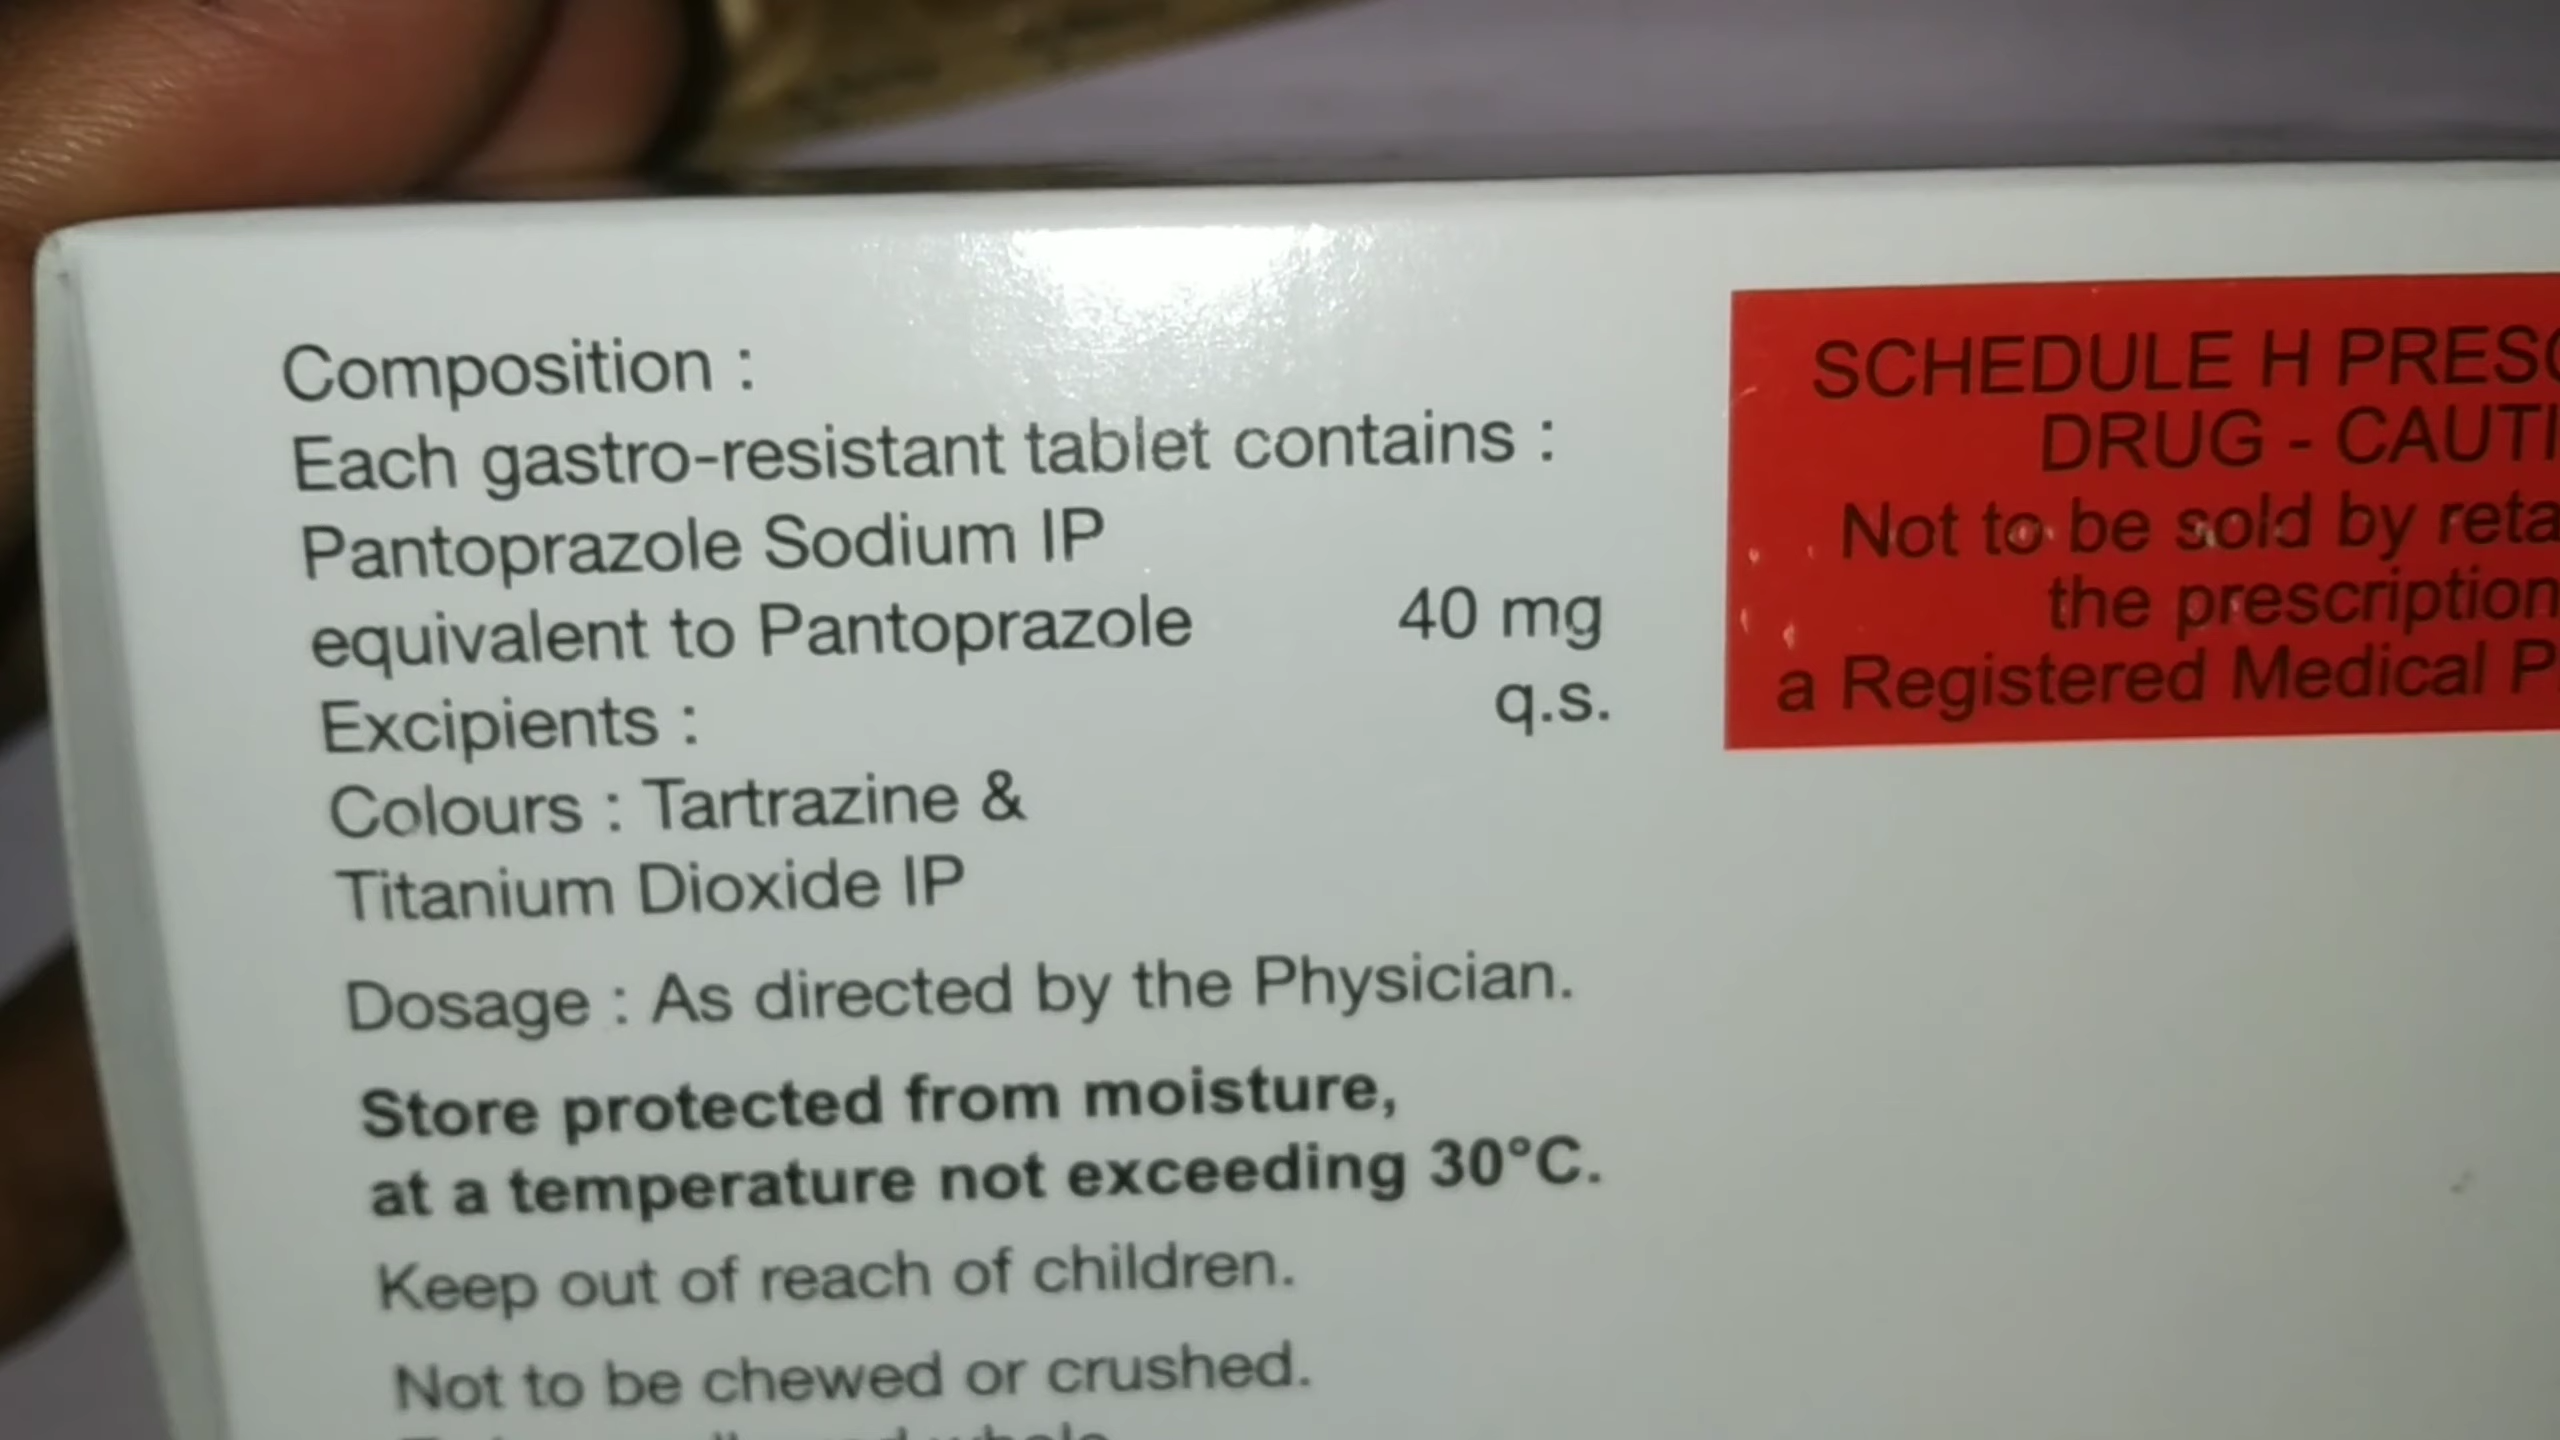 Composition :
Each gastro-resistant tablet contains :
Pantoprazole Sodium IP
equivalent to Pantoprazole 40 mg
Excipients : q.s.
Colours : Tartrazine &
Titanium Dioxide IP
Dosage : As directed by the Physician.
Store protected from moisture,
at a temperature not exceeding 30°C.
Keep out of reach of children.
Not to be chewed or crushed.
SCHEDULE H
DRUG -
Not to be sold by
the prescription
a Registered Medical